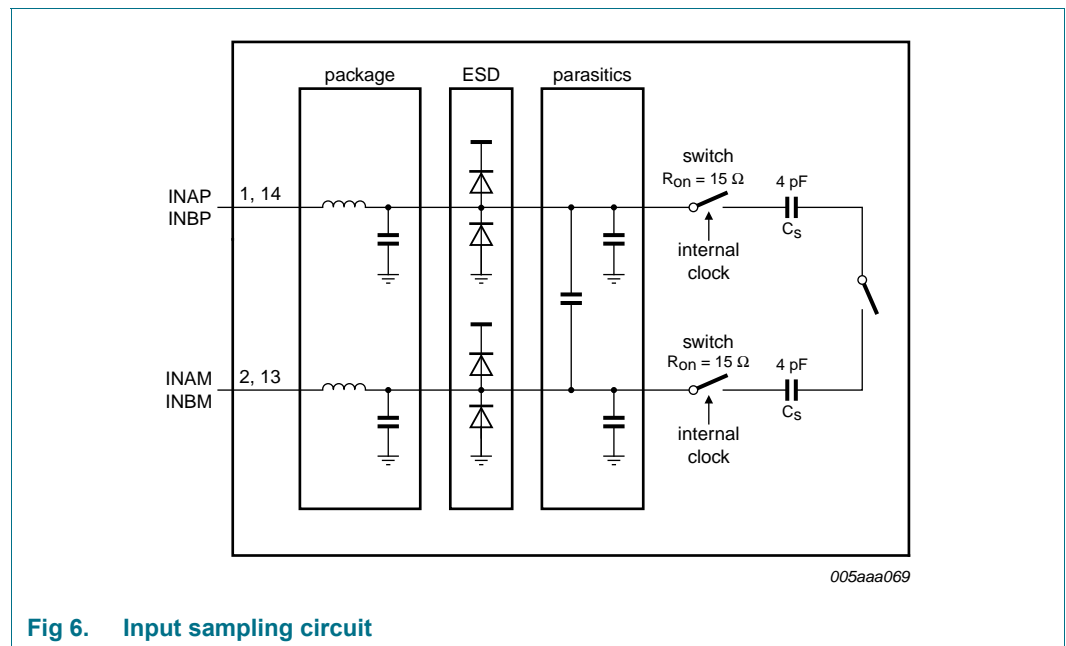 package ESD parasitics
switch
Ron = 15 Ω 4 pF
INAP 1, 14
INBP
Cs
internal
clock
switch
Ron = 15 Ω 4 pF
INAM 2, 13
INBM
Cs
internal
clock
005aaa069
Fig 6. Input sampling circuit